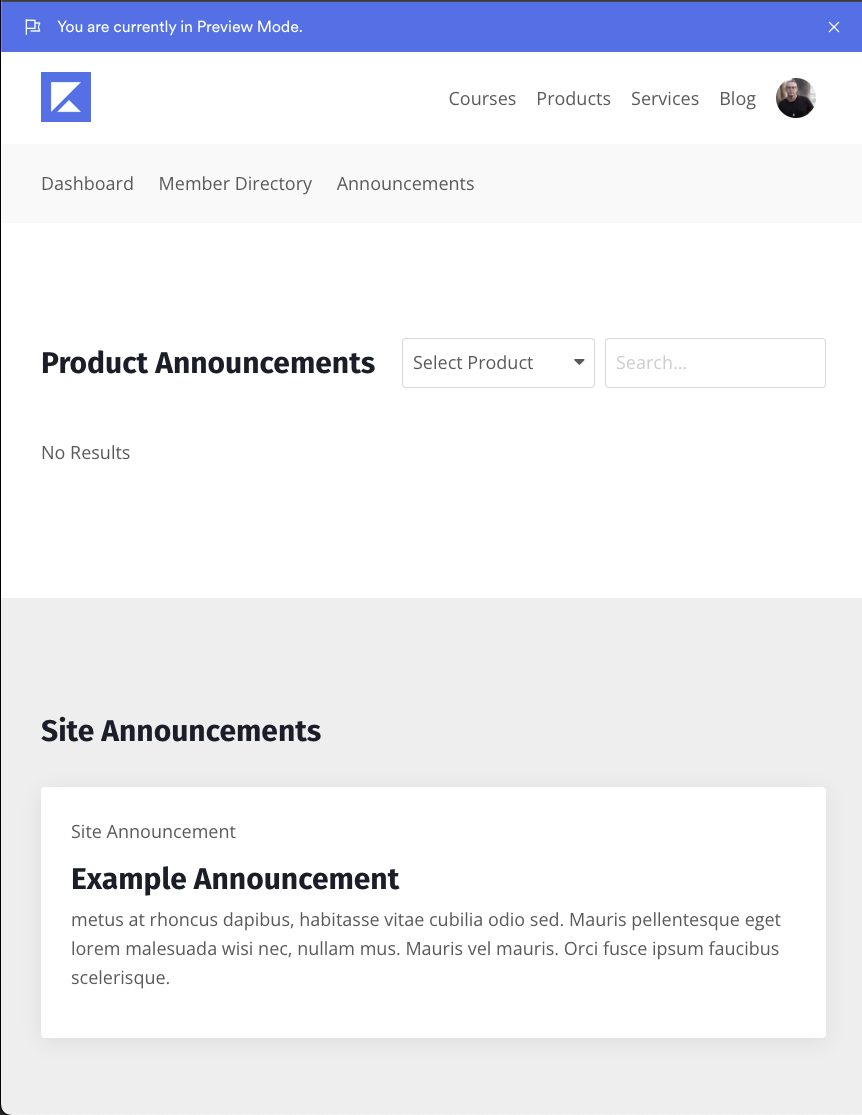 You are currently in Preview Mode.
Courses Products Services Blog
Dashboard Member Directory Announcements
Product Announcements Select Product Search...
No Results
Site Announcements
Site Announcement
Example Announcement
metus at rhoncus dapibus, habitasse vitae cubilia odio sed. Mauris pellentesque eget
lorem malesuada wisi nec, nullam mus. Mauris vel mauris. Orci fusce ipsum faucibus
scelerisque.